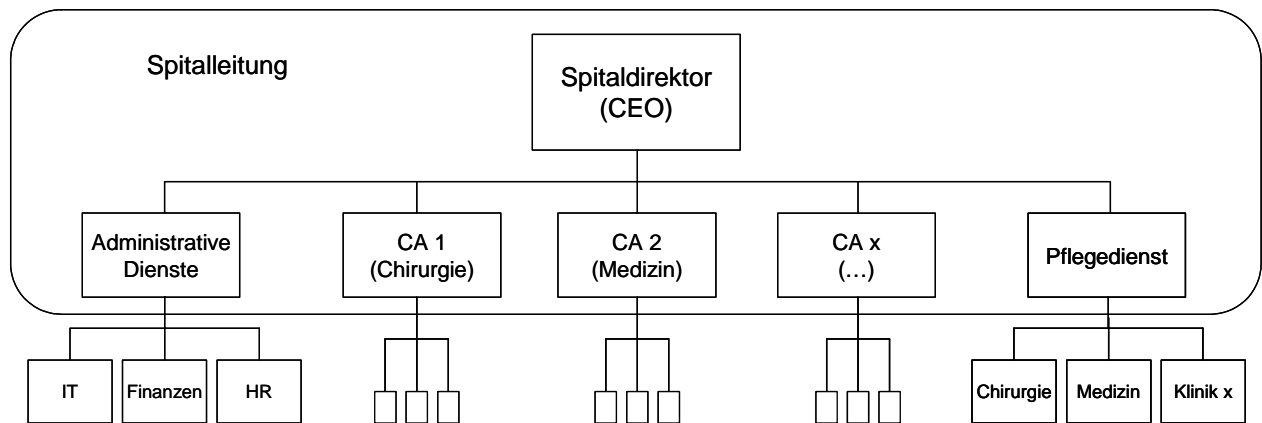 Spitalleitung
Spitaldirektor
(CEO)
Administrative
Dienste
CA 1
(Chirurgie)
CA 2
(Medizin)
CA x
(…)
Pflegedienst
IT
Finanzen
HR
Chirurgie
Medizin
Klinik x